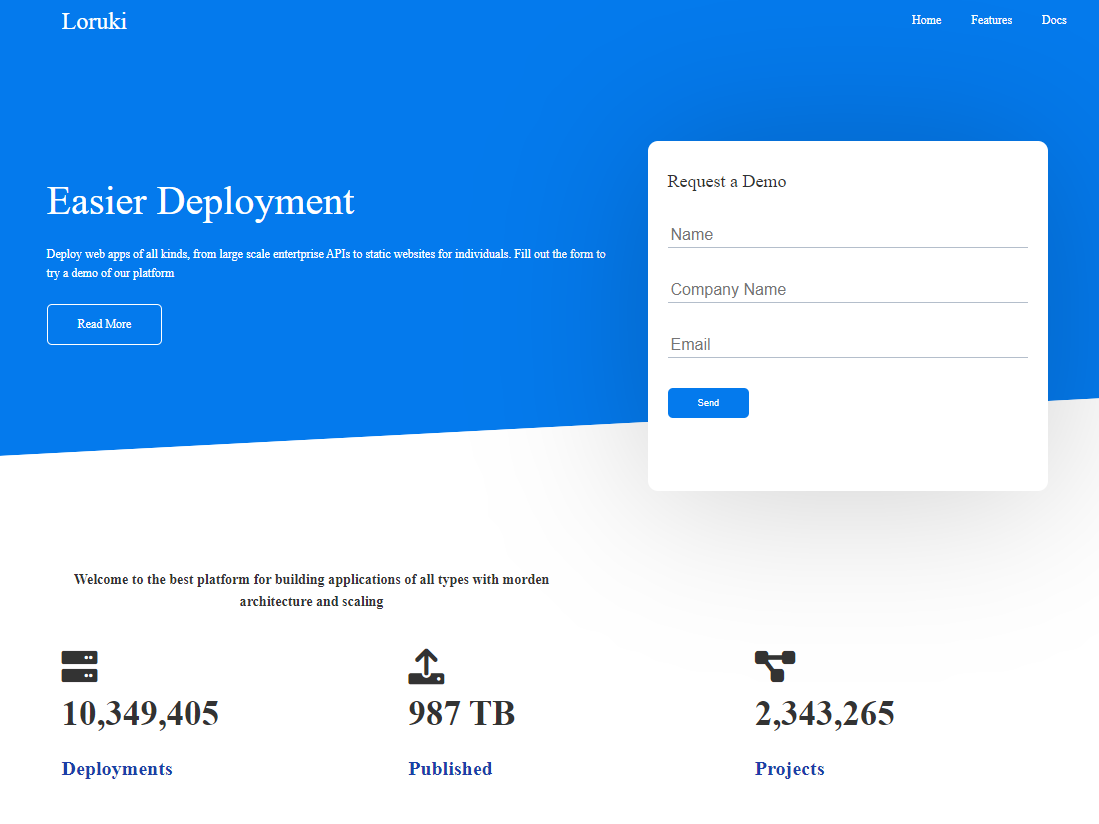 Loruki
Home Features Docs
Easier Deployment
Deploy web apps of all kinds, from large scale entertprise APIs to static websites for individuals. Fill out the form to
try a demo of our platform
Read More
Request a Demo
Name
Company Name
Email
Send
Welcome to the best platform for building applications of all types with morden
architecture and scaling
10,349,405
Deployments
987 TB
Published
2,343,265
Projects